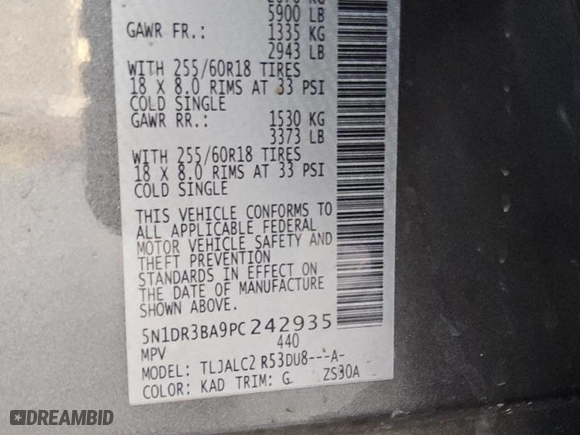 5900 LB
GAWR FR.: 1335 KG
2943 LB
WITH 255/60R18 TIRES
18 X 8.0 RIMS AT 33 PSI
COLD SINGLE
GAWR RR.: 1530 KG
3373 LB
WITH 255/60R18 TIRES
18 X 8.0 RIMS AT 33 PSI
COLD SINGLE
THIS VEHICLE CONFORMS TO
ALL APPLICABLE FEDERAL
MOTOR VEHICLE SAFETY AND
THEFT PREVENTION
STANDARDS IN EFFECT ON
THE DATE OF MANUFACTURE
SHOWN ABOVE.
5N1DR3BA9PC242935
MPV 440
MODEL: TLJALC2 R53DU8---A-
COLOR: KAD TRIM: G ZS30A
DREAMBID